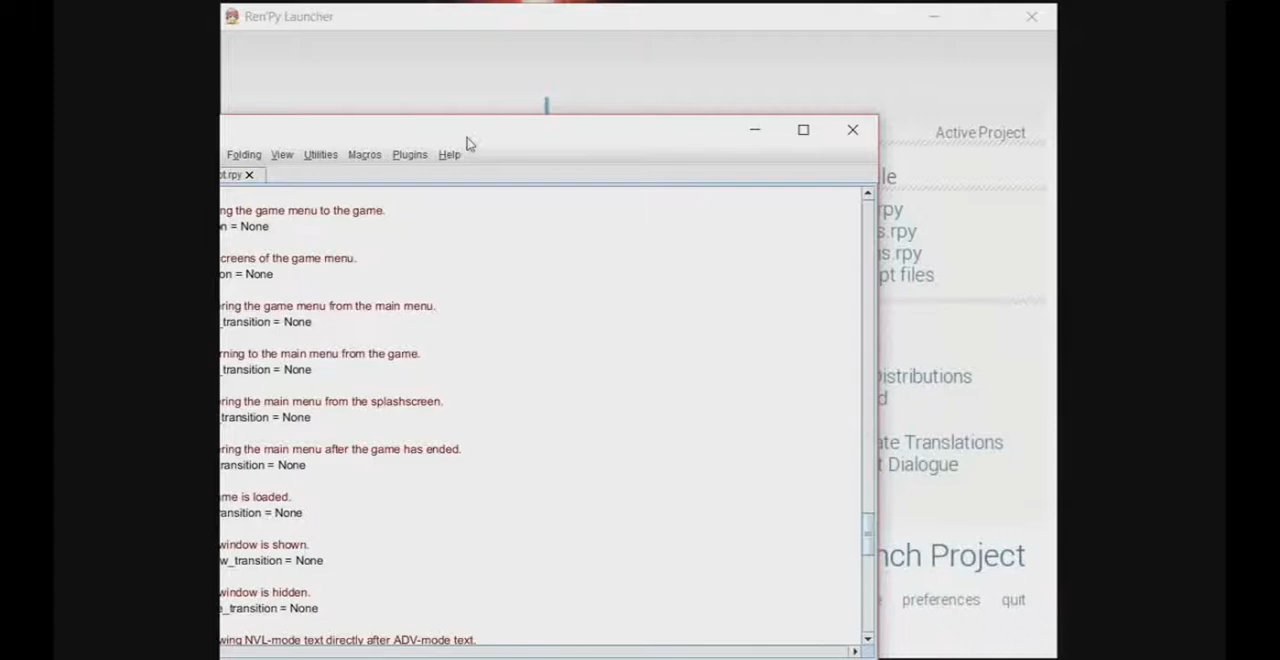 Ren'Py Launcher
Active Project
Folding View Utilities Macros Plugins Help
pt.rpy
le
ng the game menu to the game.
rpy
n = None
s.rpy
gs.rpy
creens of the game menu.
on = None
pt files
ring the game menu from the main menu.
_transition = None
rning to the main menu from the game.
_transition = None
Distributions
d
ring the main menu from the splashscreen.
transition = None
ring the main menu after the game has ended.
ate Translations
ransition = None
t Dialogue
me is loaded.
ansition = None
window is shown.
w_transition = None
nch Project
window is hidden.
e_transition = None
preferences quit
wing NVL-mode text directly after ADV-mode text.